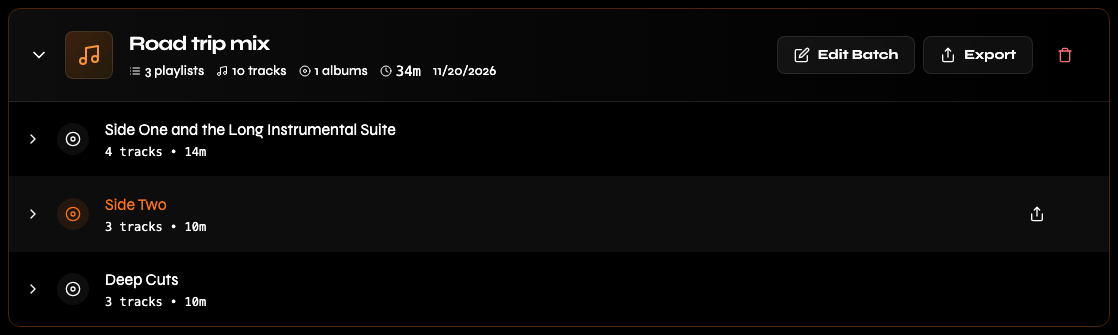 Road trip mix
3 playlists 10 tracks 1 albums 34m 11/20/2026
Edit Batch
Export
Side One and the Long Instrumental Suite
4 tracks • 14m
Side Two
3 tracks • 10m
Deep Cuts
3 tracks • 10m